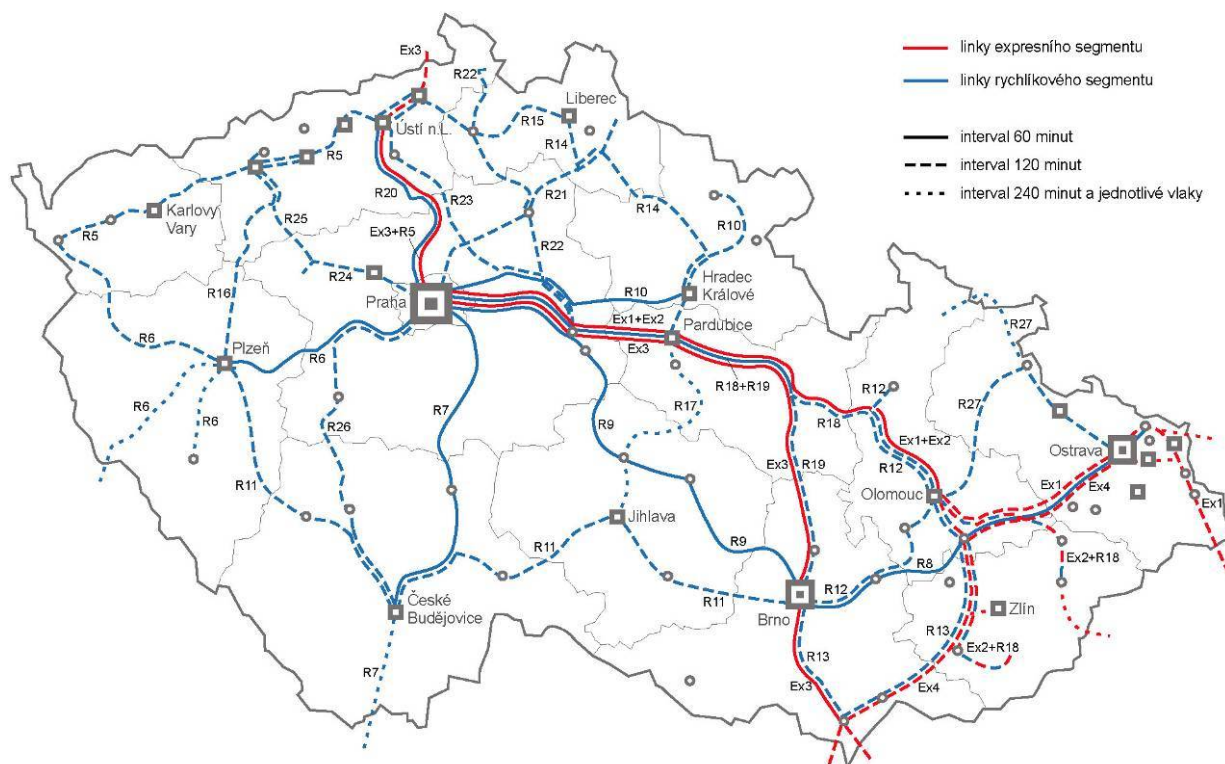 Ex3
R22
Liberec
R15
Ústí n.L.
R14
R5
R20
R23
R21
R14
Karlovy
Vary
R5
R25
R10
Ex3+R5
R22
R24
R16
Praha
R10
Hradec
Králové
Ex1+Ex2
Pardubice
Ex3
R27
R6
Plzeň
R6
R18+R19
R12
R27
R6
R6
R7
R17
R18
R26
R9
Ex1+Ex2
Ostrava
R12
Ex3
R19
Ex1
Ex4
R11
Olomouc
Ex1
Jihlava
R9
R11
R8
Ex2+R18
R11
R12
České
Budějovice
Brno
Zlín
R13
R13
Ex2+R18
R7
Ex3
Ex4
linky expresního segmentu
linky rychlíkového segmentu
interval 60 minut
interval 120 minut
interval 240 minut a jednotlivé vlaky